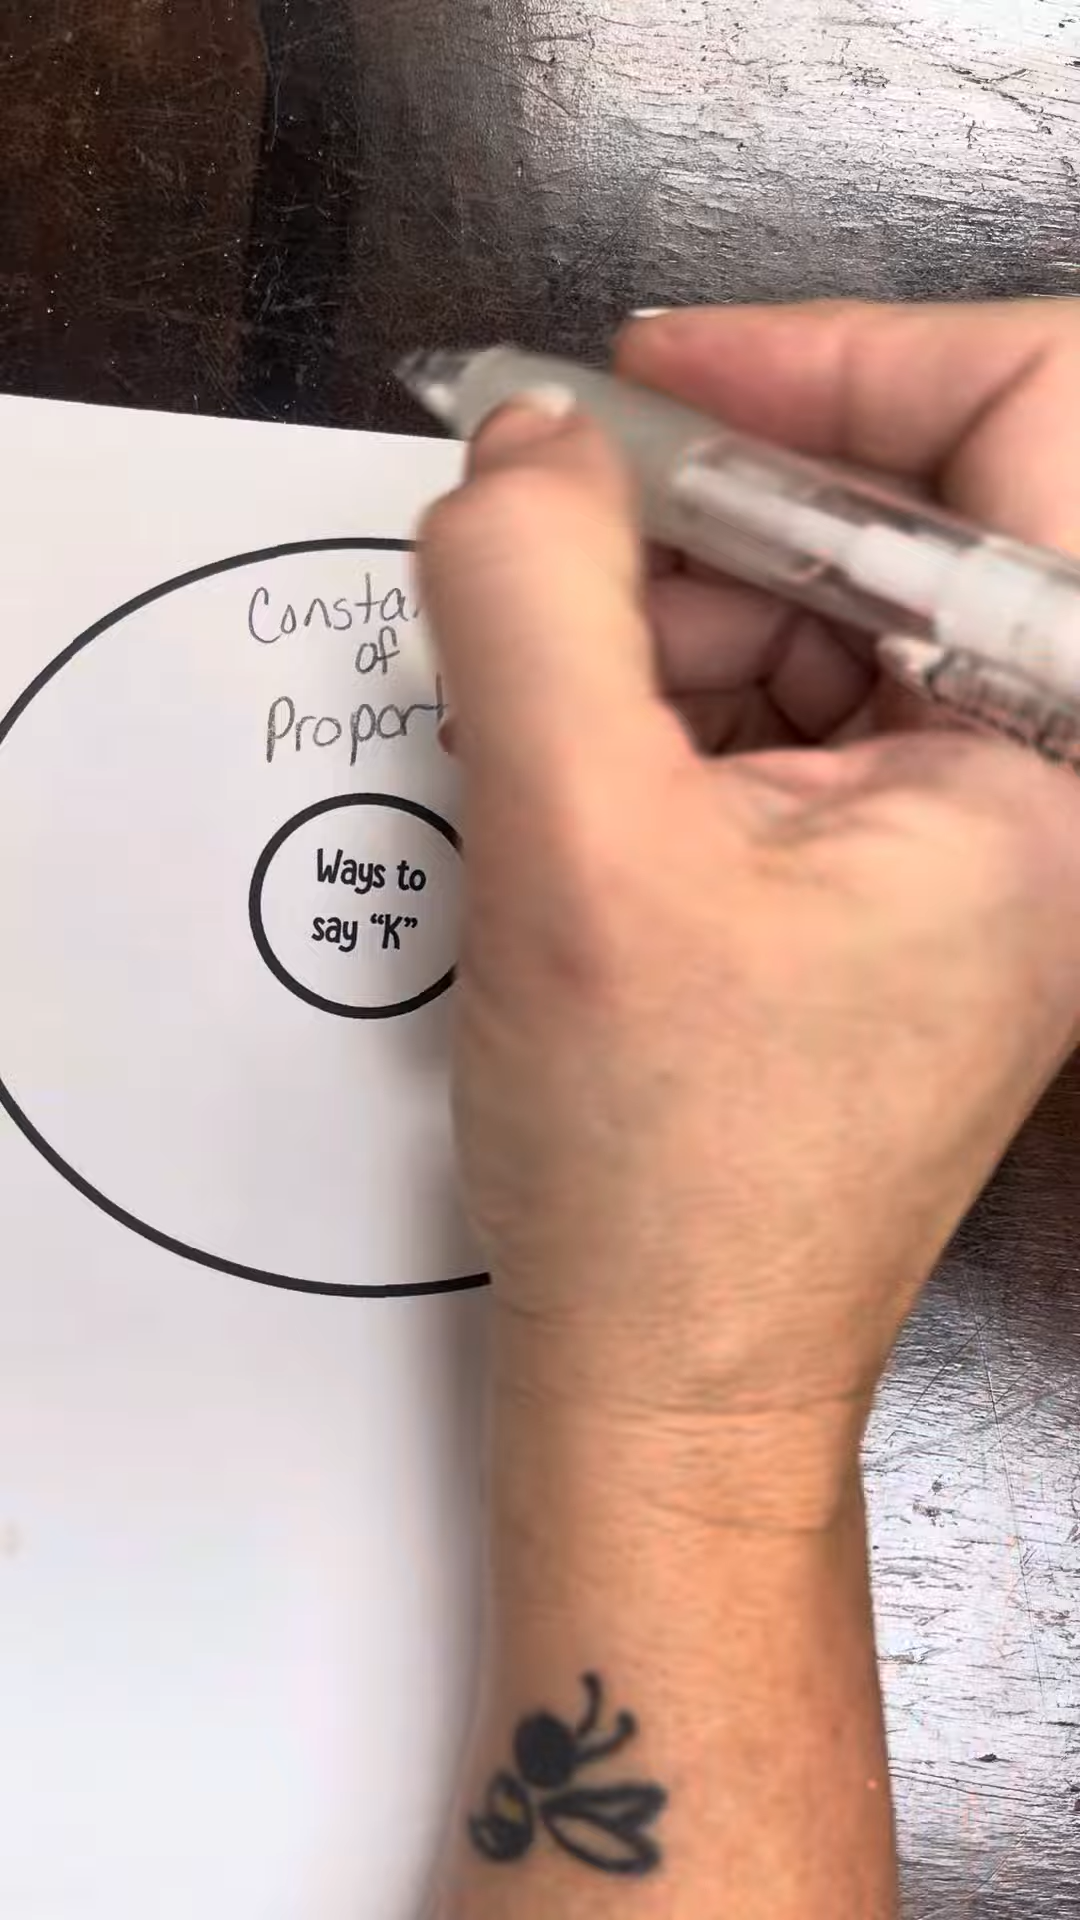 Consta
of
Proport
Ways to
say “K”